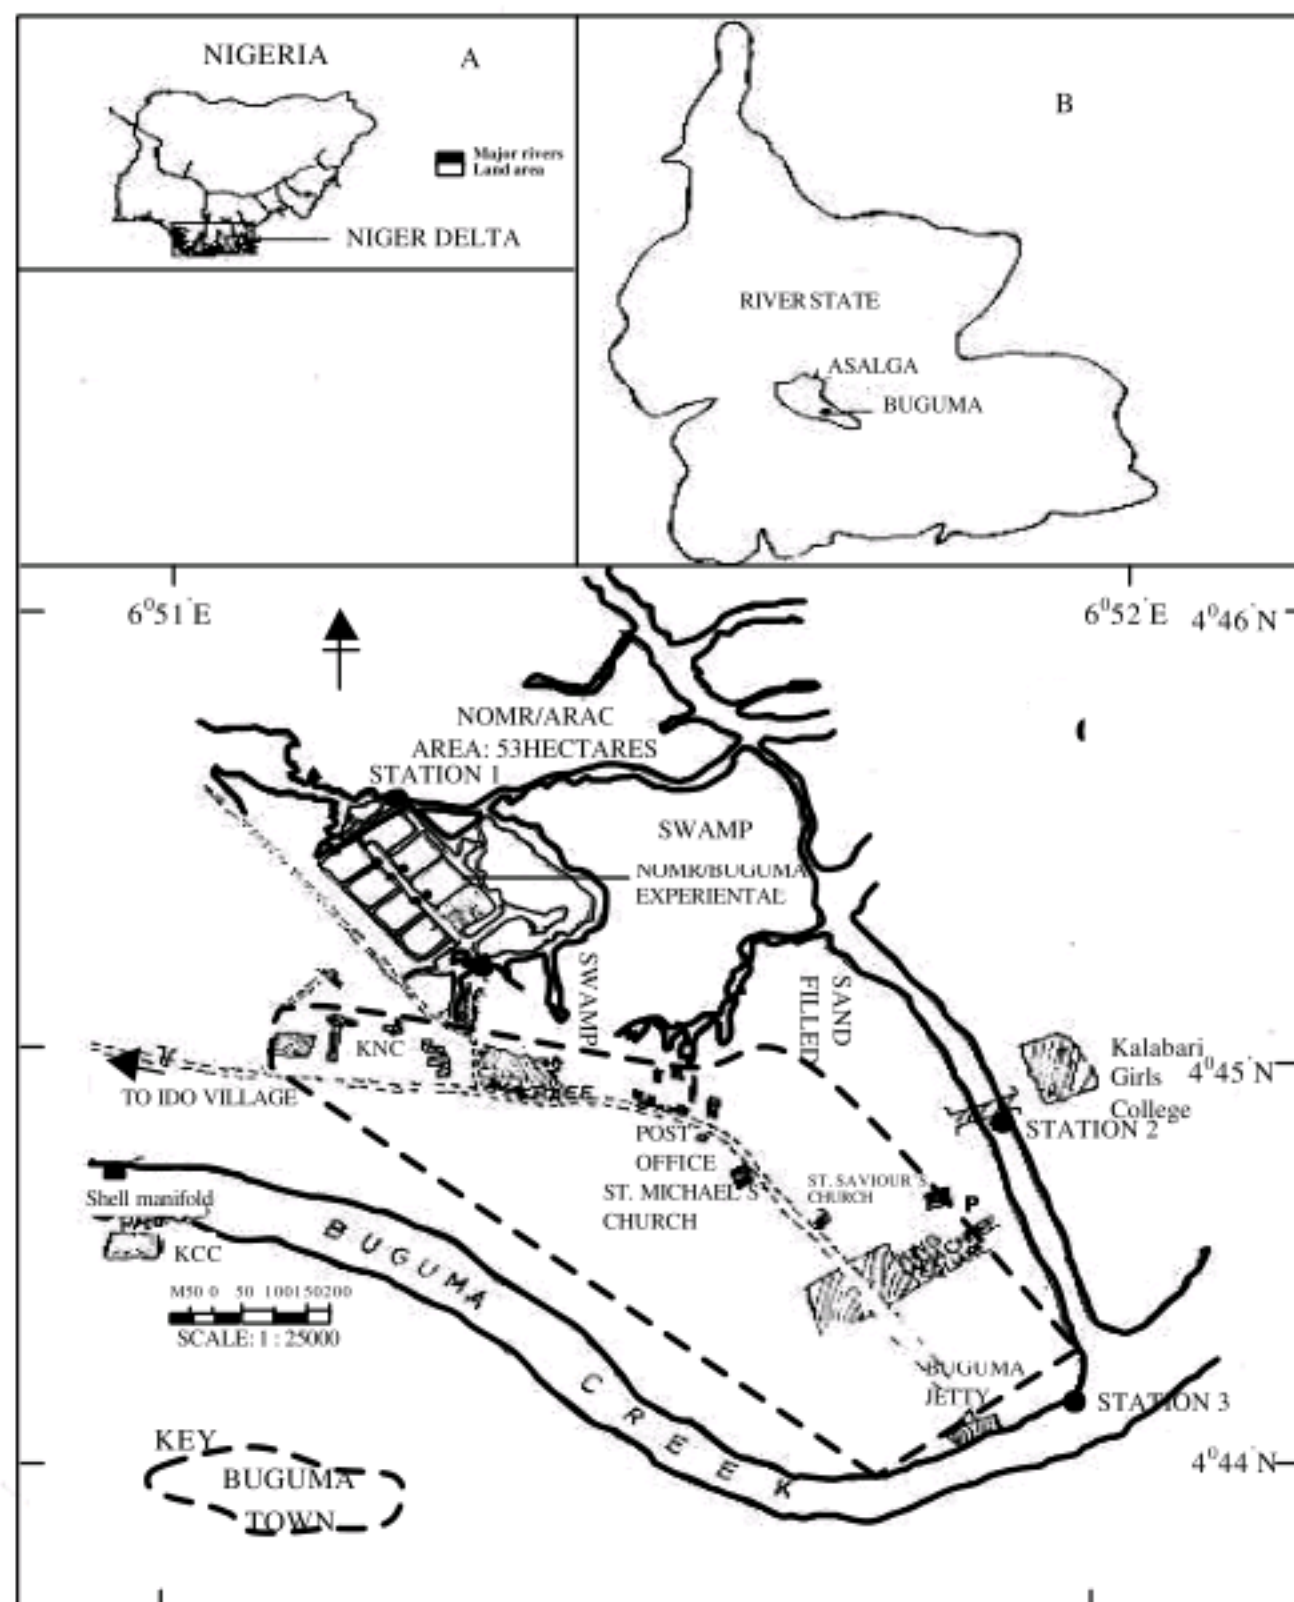 NIGERIA
A
Major rivers
Land area
NIGER DELTA
B
RIVER STATE
ASALGA
BUGUMA
6⁰51'E
6⁰52'E
4⁰46'N
NOMR/ARAC
AREA: 53HECTARES
STATION 1
SWAMP
NOMR/BUGUMA
EXPERIENTAL
SWAMP
SAND
FILLED
KNC
TO IDO VILLAGE
Kalabari
Girls
College
4⁰45'N
STATION 2
POST
OFFICE
ST. MICHAEL'S
CHURCH
ST. SAVIOUR'S
CHURCH
P
Shell manifold
KCC
BUGUMA
CREEK
M50 0 50 100150200
SCALE: 1 : 25000
BUGUMA
JETTY
STATION 3
4⁰44'N
KEY
BUGUMA
TOWN